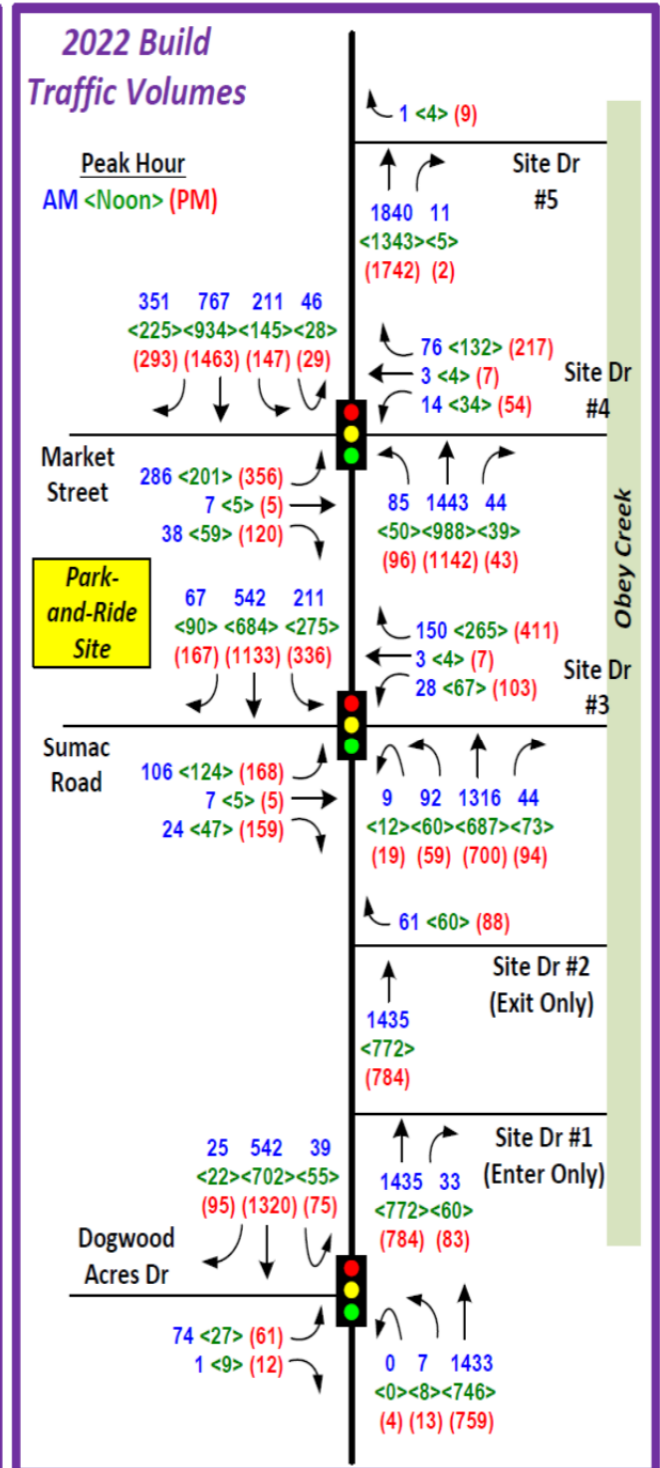 2022 Build
Traffic Volumes
Peak Hour
AM <Noon> (PM)
1 <4> (9)
Site Dr
#5
1840 11
<1343><5>
(1742) (2)
351 767 211 46
<225><934><145><28>
(293) (1463) (147) (29)
76 <132> (217)
3 <4> (7)
14 <34> (54)
Site Dr
#4
Market
Street
286 <201> (356)
7 <5> (5)
38 <59> (120)
85 1443 44
<50><988><39>
(96) (1142) (43)
Obey Creek
Park-
and-Ride
Site
67 542 211
<90> <684><275>
(167) (1133) (336)
150 <265> (411)
3 <4> (7)
28 <67> (103)
Site Dr
#3
Sumac
Road
106 <124> (168)
7 <5> (5)
24 <47> (159)
9 92 1316 44
<12><60><687><73>
(19) (59) (700) (94)
61 <60> (88)
Site Dr #2
(Exit Only)
1435
<772>
(784)
Site Dr #1
(Enter Only)
1435 33
<772><60>
(784) (83)
25 542 39
<22> <702><55>
(95) (1320) (75)
Dogwood
Acres Dr
74 <27> (61)
1 <9> (12)
0 7 1433
<0><8><746>
(4) (13) (759)